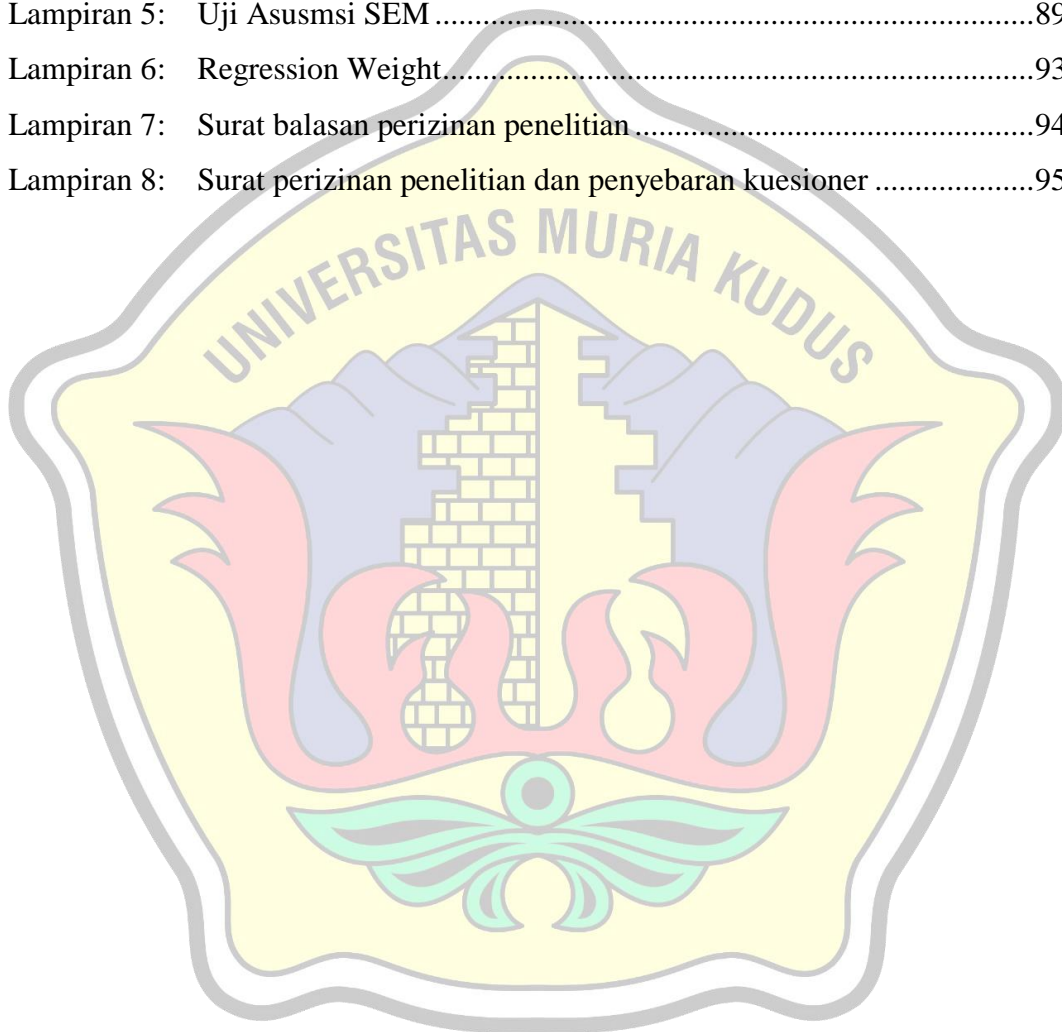 Lampiran 5: Uji Asusmsi SEM ........................................................................... 89
Lampiran 6: Regression Weight .......................................................................... 93
Lampiran 7: Surat balasan perizinan penelitian .................................................. 94
Lampiran 8: Surat perizinan penelitian dan penyebaran kuesioner .................... 95
UNIVERSITAS MURIA KUDUS